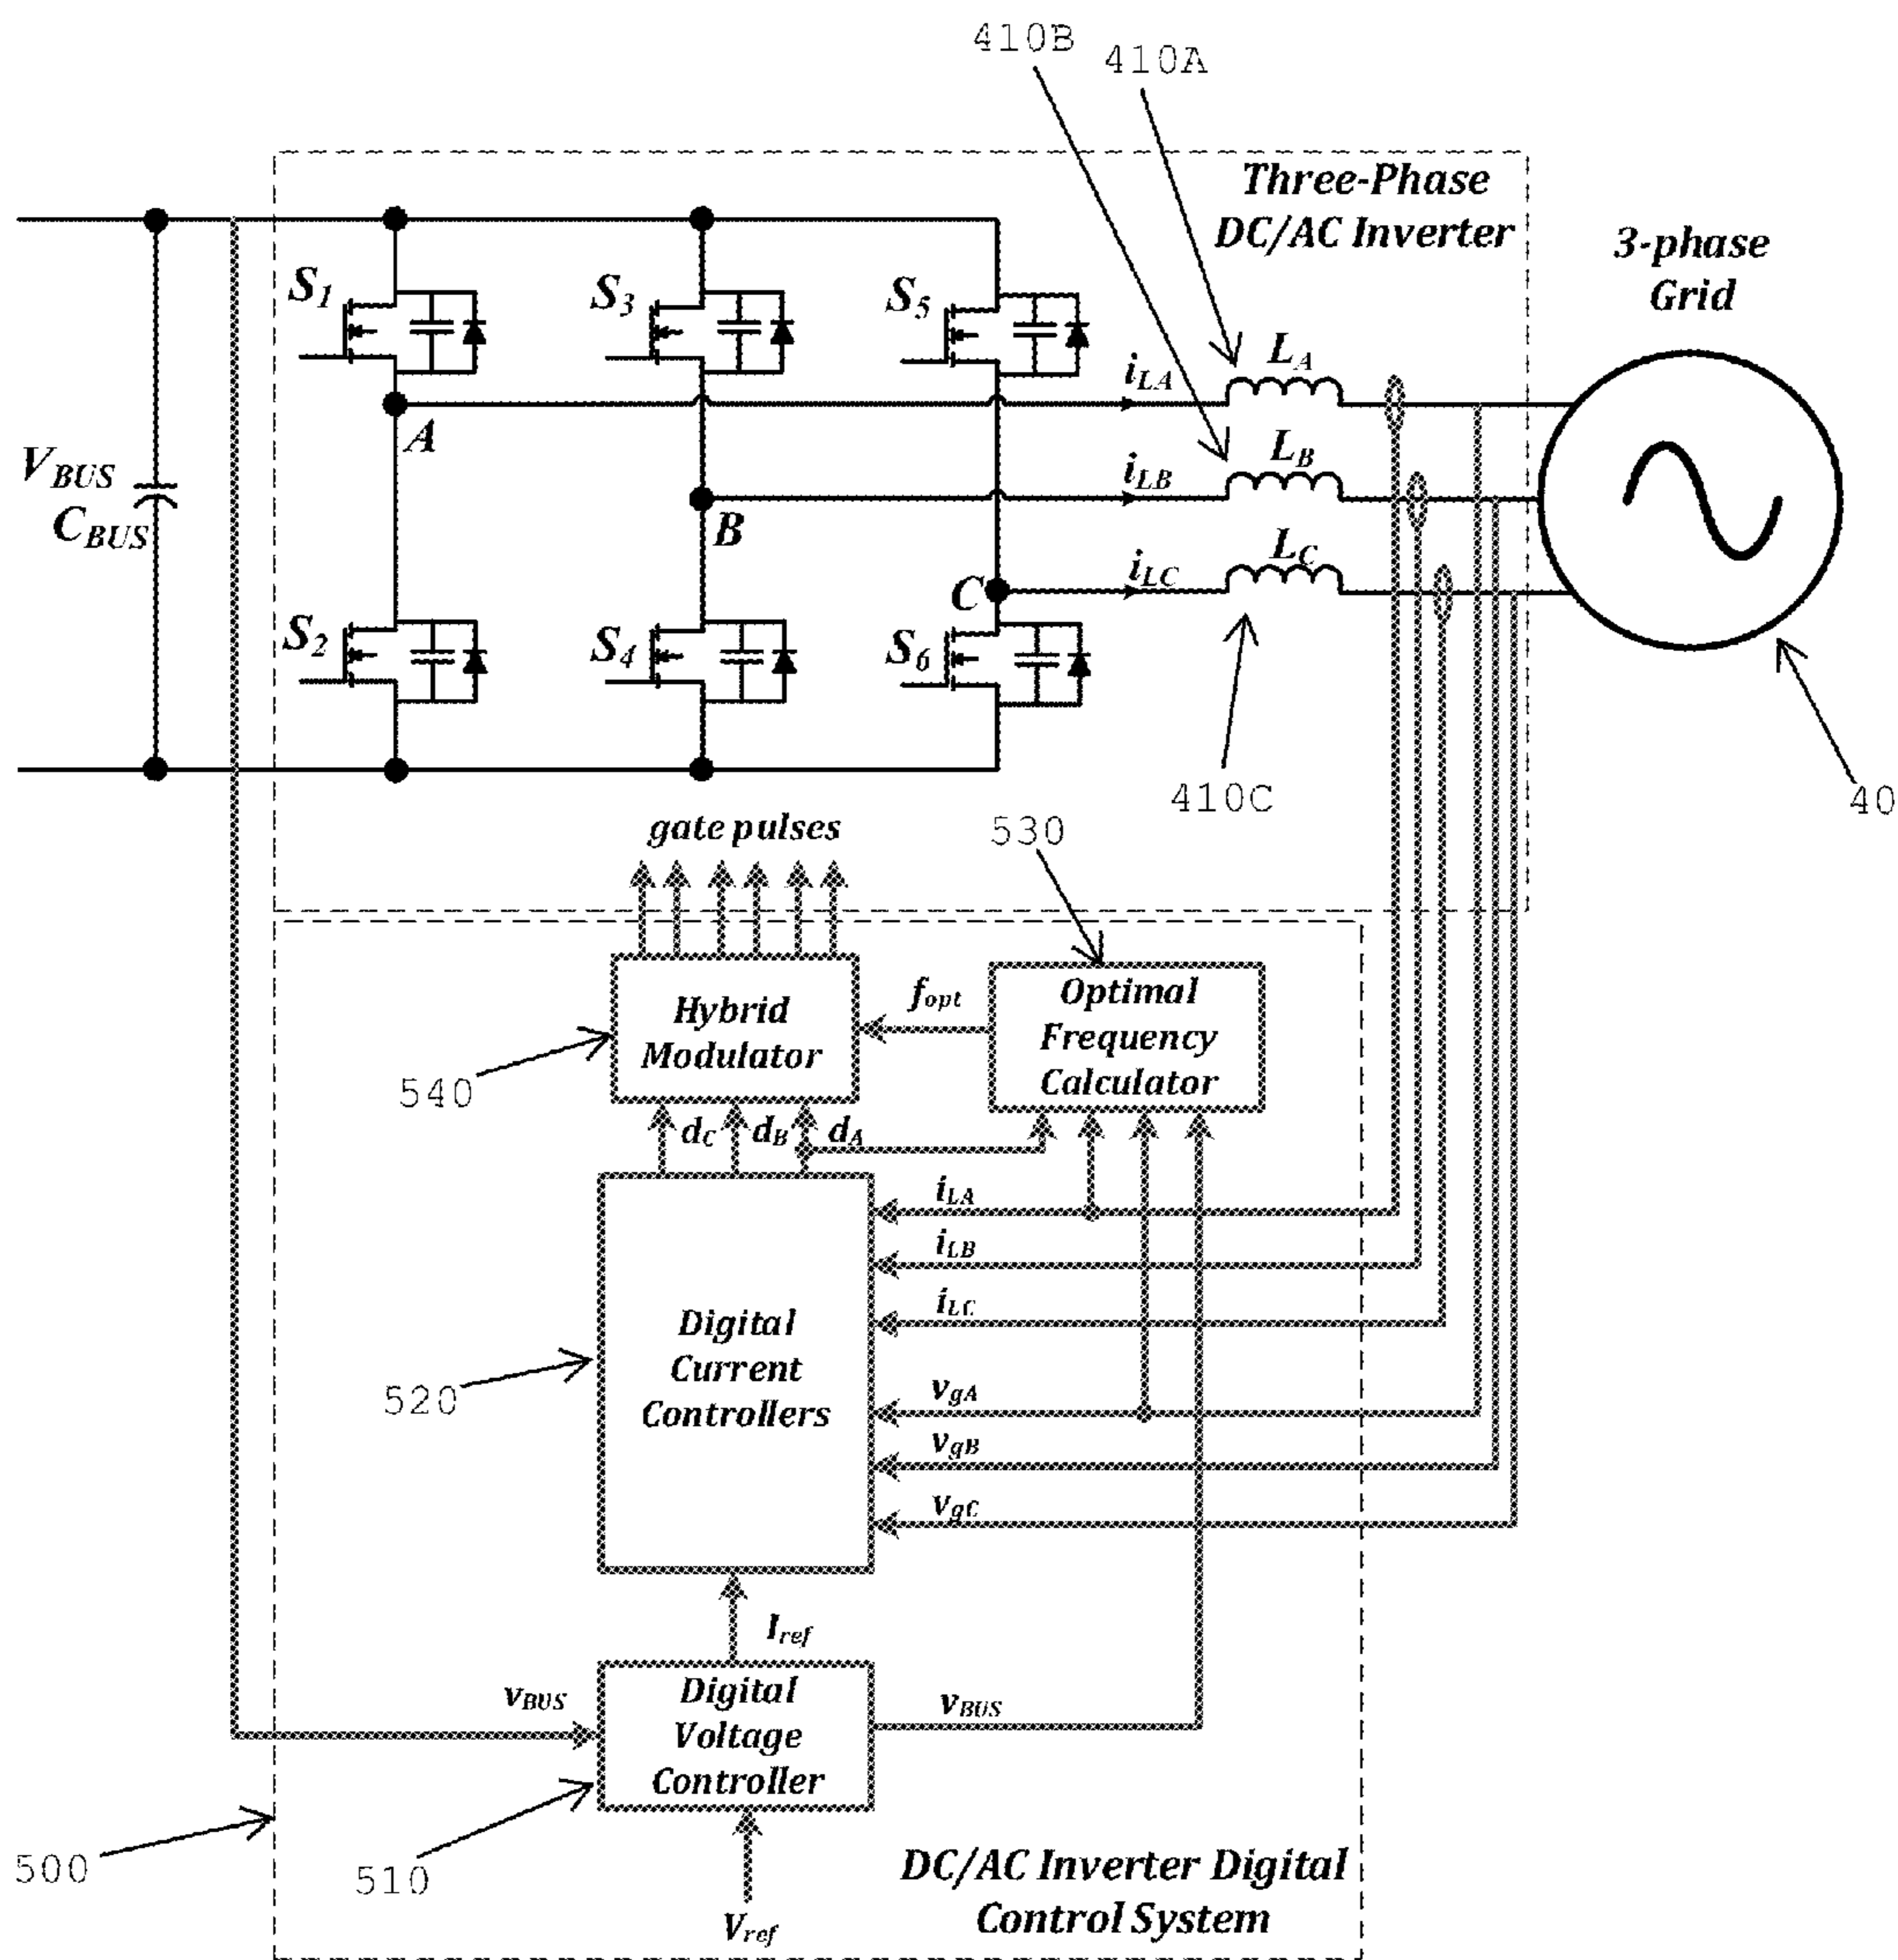 410B
410A
Three-Phase
DC/AC Inverter
3-phase
Grid
S1
S3
S5
LA
iLA
A
VBUS
CBUS
LB
iLB
B
LC
iLC
C
S2
S4
S6
410C
40
gate pulses
530
Hybrid
Modulator
fopt
Optimal
Frequency
Calculator
540
dC
dB
dA
iLA
iLB
iLC
Digital
Current
Controllers
520
vgA
vgB
vgC
Iref
vBUS
Digital
Voltage
Controller
vBUS
500
510
Vref
DC/AC Inverter Digital
Control System